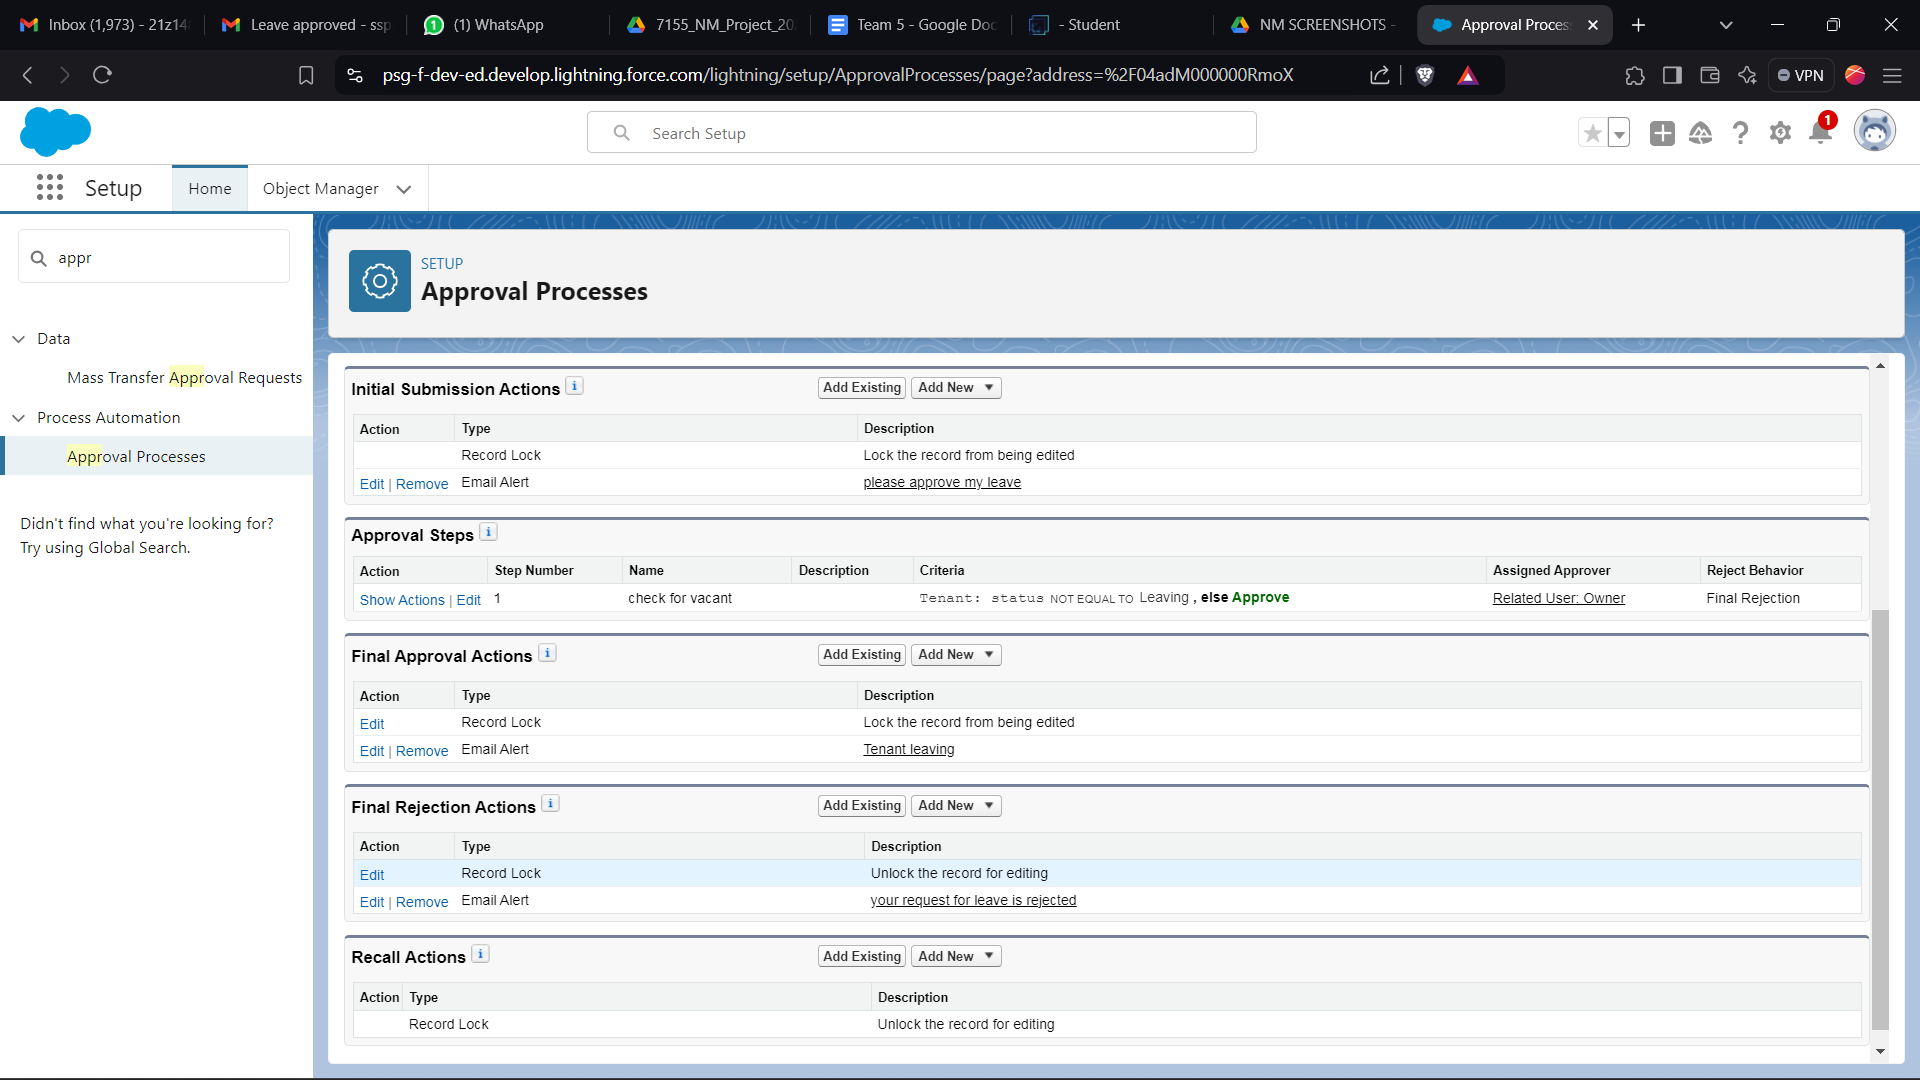 Inbox (1,973) - 21z14
Leave approved - ssp
(1) WhatsApp
7155_NM_Project_20
Team 5 - Google Doc
- Student
NM SCREENSHOTS -
Approval Proces
psg-f-dev-ed.develop.lightning.force.com/lightning/setup/ApprovalProcesses/page?address=%2F04adM000000RmoX
VPN
Search Setup
1
Setup
Home
Object Manager
appr
SETUP
Approval Processes
Data
Mass Transfer Approval Requests
Process Automation
Approval Processes
Didn't find what you're looking for?
Try using Global Search.
Initial Submission Actions i Add Existing Add New
Action Type Description
Record Lock Lock the record from being edited
Edit | Remove Email Alert please approve my leave
Approval Steps i
Action Step Number Name Description Criteria Assigned Approver Reject Behavior
Show Actions | Edit 1 check for vacant Tenant: status NOT EQUAL TO Leaving , else Approve Related User: Owner Final Rejection
Final Approval Actions i Add Existing Add New
Action Type Description
Edit Record Lock Lock the record from being edited
Edit | Remove Email Alert Tenant leaving
Final Rejection Actions i Add Existing Add New
Action Type Description
Edit Record Lock Unlock the record for editing
Edit | Remove Email Alert your request for leave is rejected
Recall Actions i Add Existing Add New
Action Type Description
Record Lock Unlock the record for editing